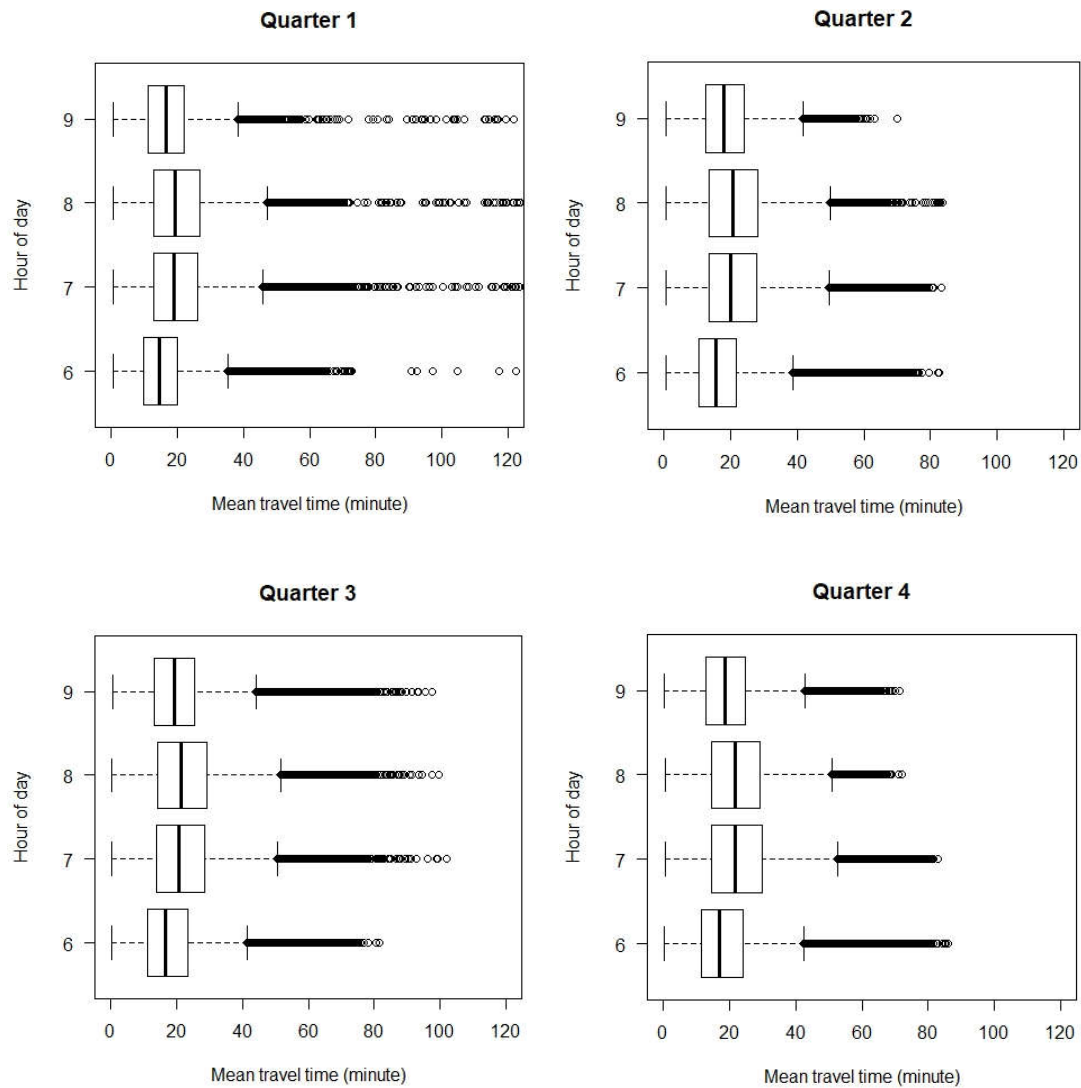 Quarter 1
Hour of day
9
8
7
6
0 20 40 60 80 100 120
Mean travel time (minute)
Quarter 2
Hour of day
9
8
7
6
0 20 40 60 80 100 120
Mean travel time (minute)
Quarter 3
Hour of day
9
8
7
6
0 20 40 60 80 100 120
Mean travel time (minute)
Quarter 4
Hour of day
9
8
7
6
0 20 40 60 80 100 120
Mean travel time (minute)